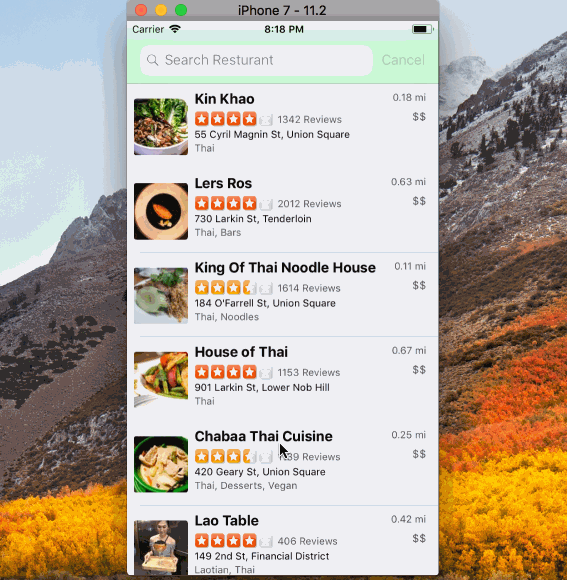 iPhone 7 - 11.2
Carrier 8:18 PM
Search Resturant Cancel
Kin Khao 0.18 mi
1342 Reviews $$
55 Cyril Magnin St, Union Square
Thai
Lers Ros 0.63 mi
2012 Reviews $$
730 Larkin St, Tenderloin
Thai, Bars
King Of Thai Noodle House 0.11 mi
1614 Reviews $$
184 O'Farrell St, Union Square
Thai, Noodles
House of Thai 0.67 mi
1153 Reviews $$
901 Larkin St, Lower Nob Hill
Thai
Chabaa Thai Cuisine 0.25 mi
Reviews $$
420 Geary St, Union Square
Thai, Desserts, Vegan
Lao Table 0.42 mi
406 Reviews $$
149 2nd St, Financial District
Laotian, Thai